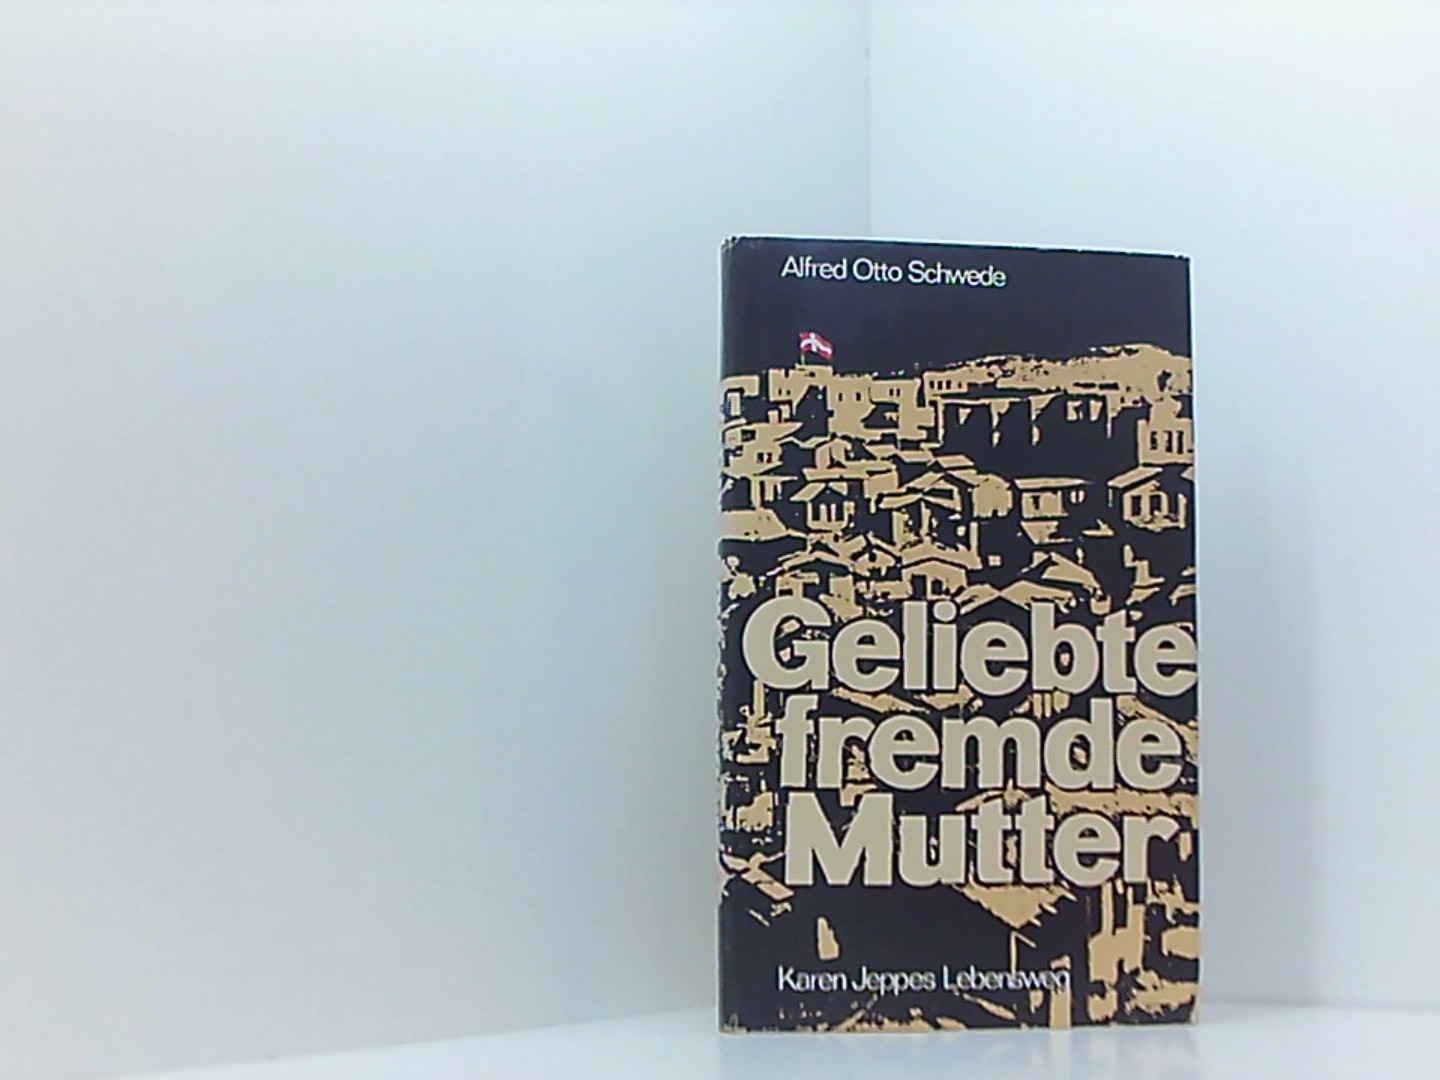 Alfred Otto Schwede
Geliebte
fremde
Mutter
Karen Jeppes Lebensweg